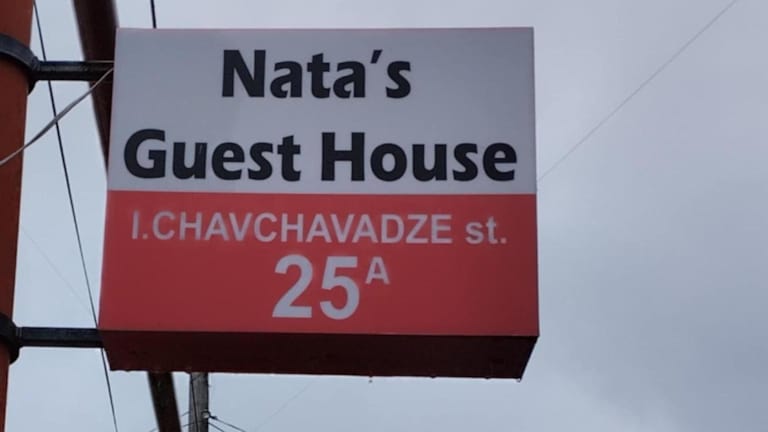 Nata's
Guest House
I.CHAVCHAVADZE st.
25A